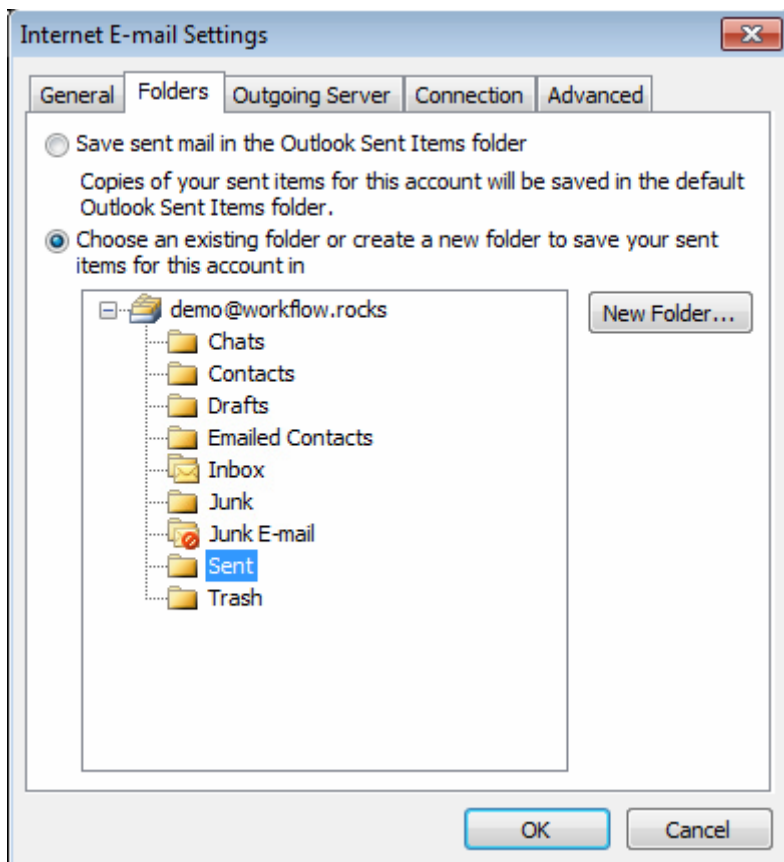 Internet E-mail Settings
General Folders Outgoing Server Connection Advanced
Save sent mail in the Outlook Sent Items folder
Copies of your sent items for this account will be saved in the default
Outlook Sent Items folder.
Choose an existing folder or create a new folder to save your sent
items for this account in
demo@workflow.rocks
New Folder...
Chats
Contacts
Drafts
Emailed Contacts
Inbox
Junk
Junk E-mail
Sent
Trash
OK Cancel